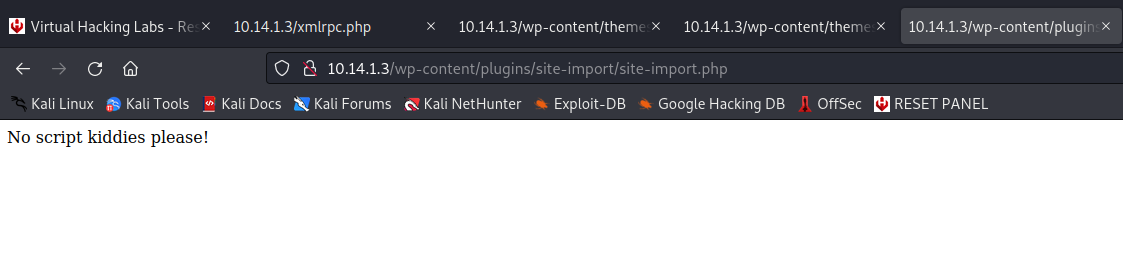 Virtual Hacking Labs - Res
10.14.1.3/xmlrpc.php
10.14.1.3/wp-content/themes
10.14.1.3/wp-content/themes
10.14.1.3/wp-content/plugins
10.14.1.3/wp-content/plugins/site-import/site-import.php
Kali Linux
Kali Tools
Kali Docs
Kali Forums
Kali NetHunter
Exploit-DB
Google Hacking DB
OffSec
RESET PANEL
No script kiddies please!